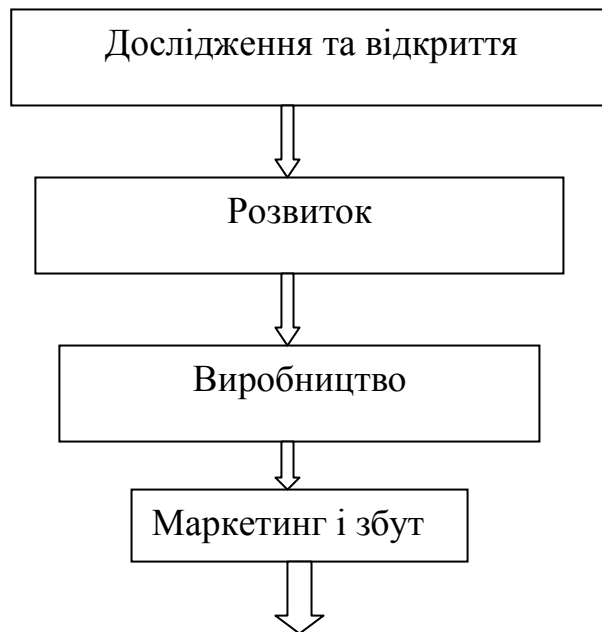 Дослідження та відкриття
Розвиток
Виробництво
Маркетинг і збут